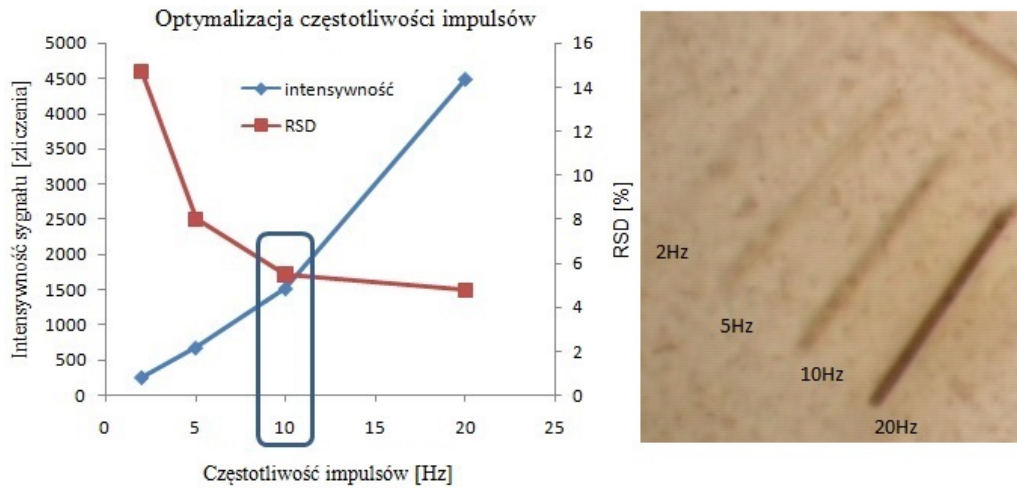 Optymalizacja częstotliwości impulsów
Intensywność sygnału [zliczenia]
5000
4500
4000
3500
3000
2500
2000
1500
1000
500
0
intensywność
RSD
16
14
12
10
8
6
4
2
0
RSD [%]
0 5 10 15 20 25
Częstotliwość impulsów [Hz]
2Hz
5Hz
10Hz
20Hz